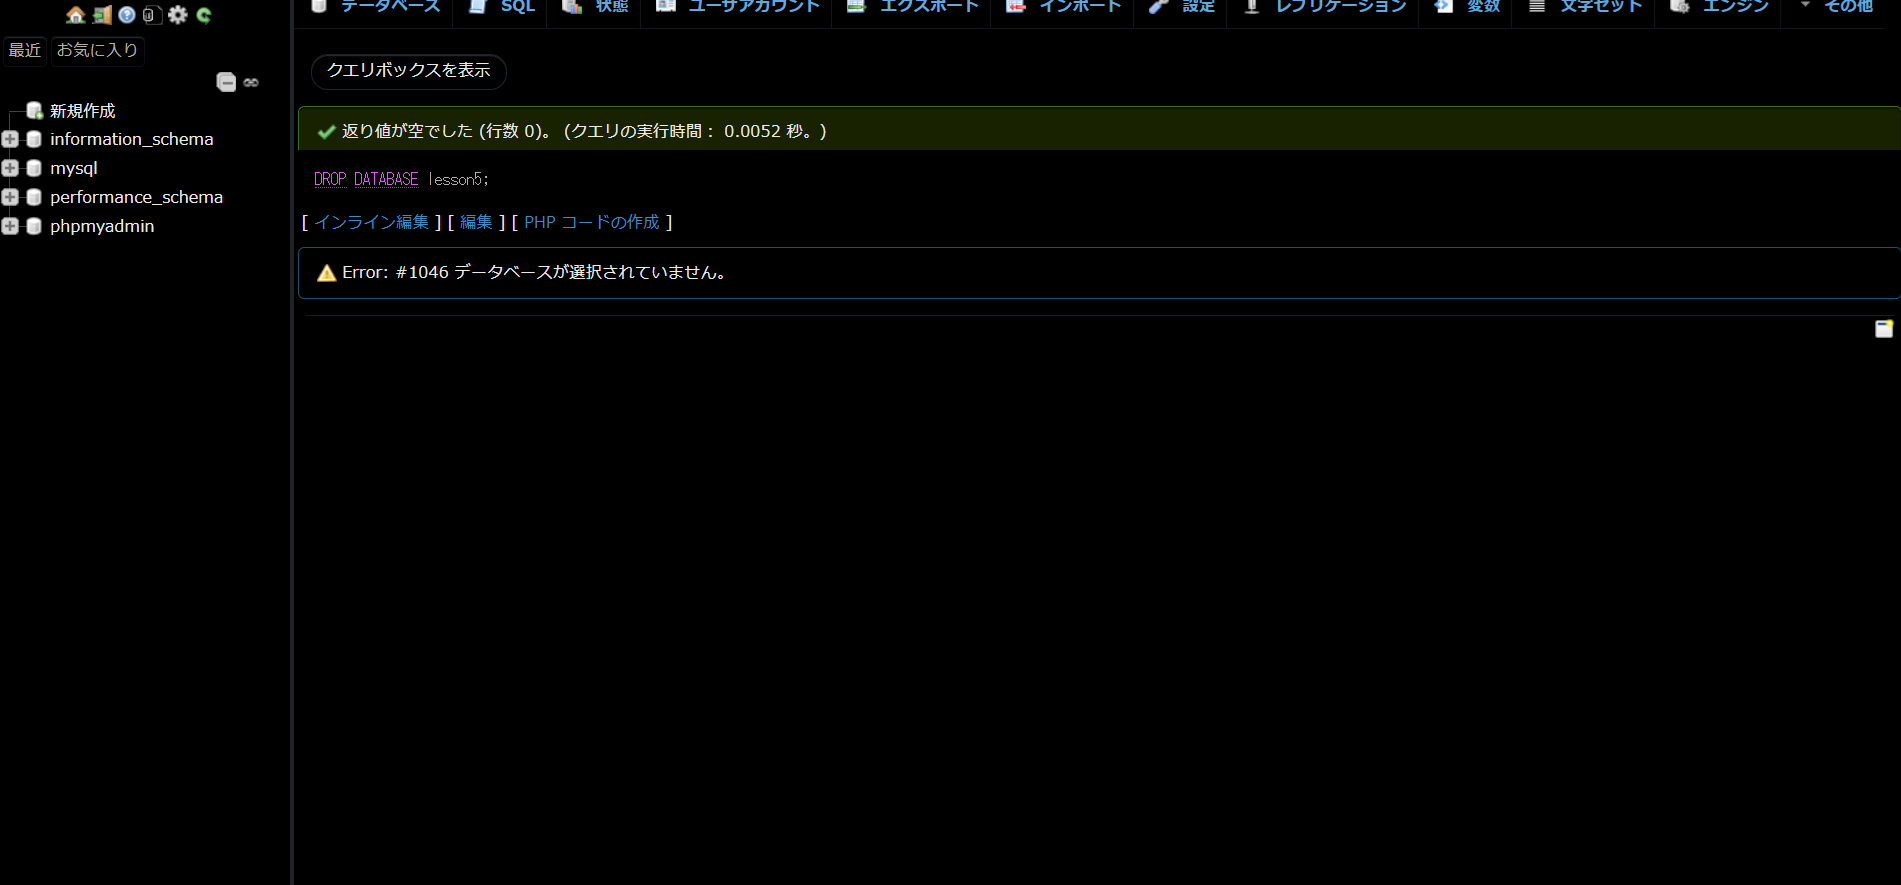 データベース SQL 状態 ユーザアカウント エクスポート インポート 設定 レプリケーション 変数 文字セット エンジン その他
最近 お気に入り
新規作成
information_schema
mysql
performance_schema
phpmyadmin
クエリボックスを表示
返り値が空でした (行数 0)。 (クエリの実行時間： 0.0052 秒。)
DROP DATABASE lesson5;
[ インライン編集 ] [ 編集 ] [ PHP コードの作成 ]
Error: #1046 データベースが選択されていません。